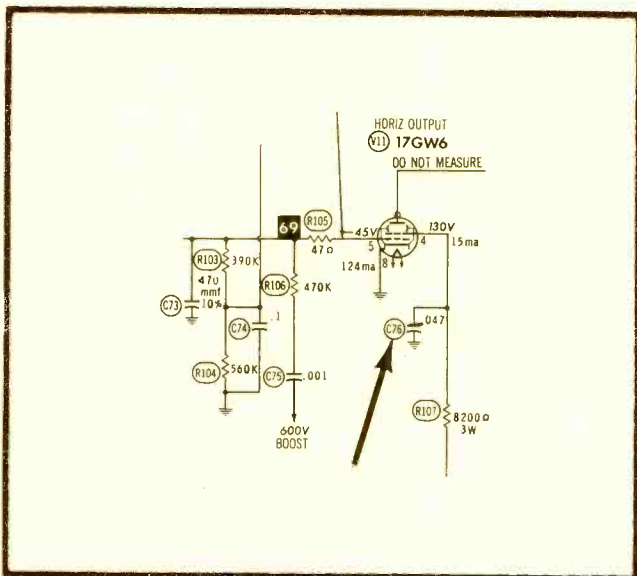 HORIZ OUTPUT
V11 17GW6
DO NOT MEASURE
69
R105
-45V
130V
47Ω
5
4
15ma
R103
390K
8
124ma
47υ
mmf
10%
C73
R106
470K
C74
.1
C76
.047
R104
560K
C75
.001
R107
8200Ω
3W
600V
BOOST